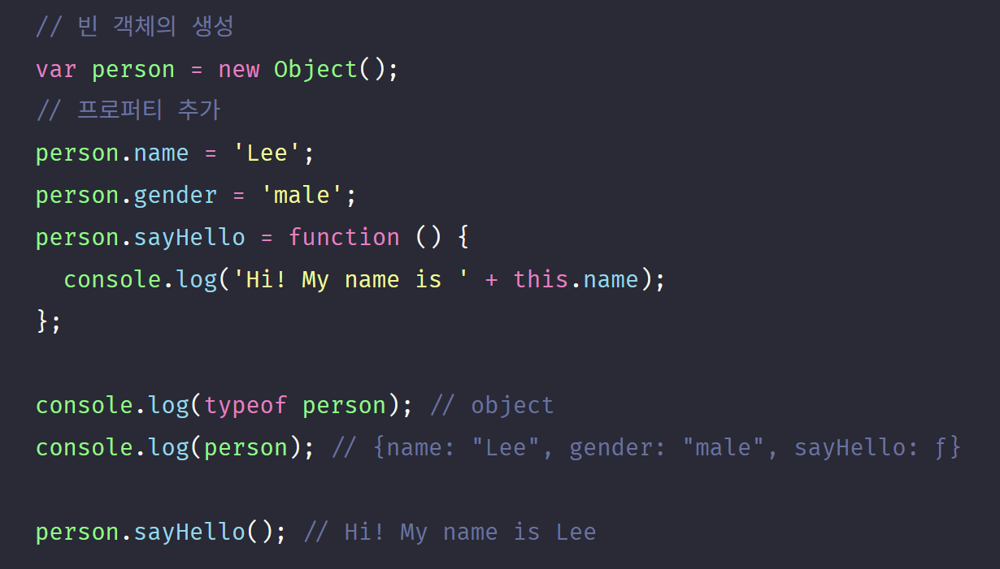 // 빈 객체의 생성
var person = new Object();
// 프로퍼티 추가
person.name = 'Lee';
person.gender = 'male';
person.sayHello = function () {
  console.log('Hi! My name is ' + this.name);
};
console.log(typeof person); // object
console.log(person); // {name: "Lee", gender: "male", sayHello: ƒ}
person.sayHello(); // Hi! My name is Lee